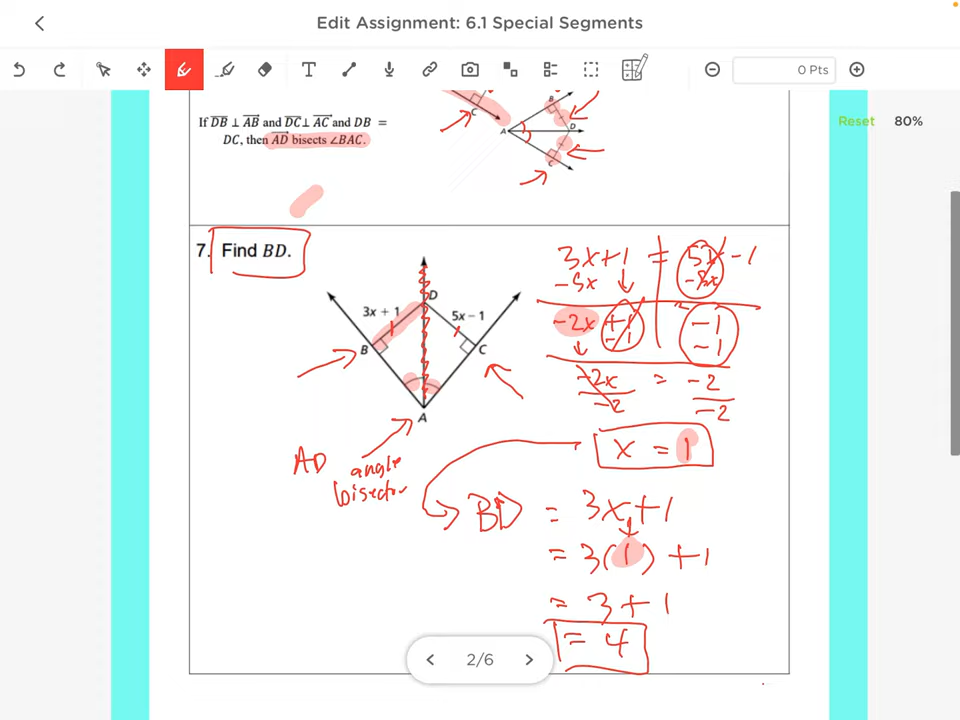 Edit Assignment: 6.1 Special Segments
0 Pts
Reset
80%
If DB ⊥ AB and DC ⊥ AC and DB =
DC, then AD bisects ∠BAC.
C
A
B
D
C
7. Find BD.
D
3x + 1
5x − 1
B
C
A
AD angle
bisector
3x+1 = 5x -1
-5x -5x
-2x +1 -1
-1 -1
-2x = -2
-2 -2
x = 1
BD = 3x+1
= 3(1) +1
= 3+1
= 4
2/6